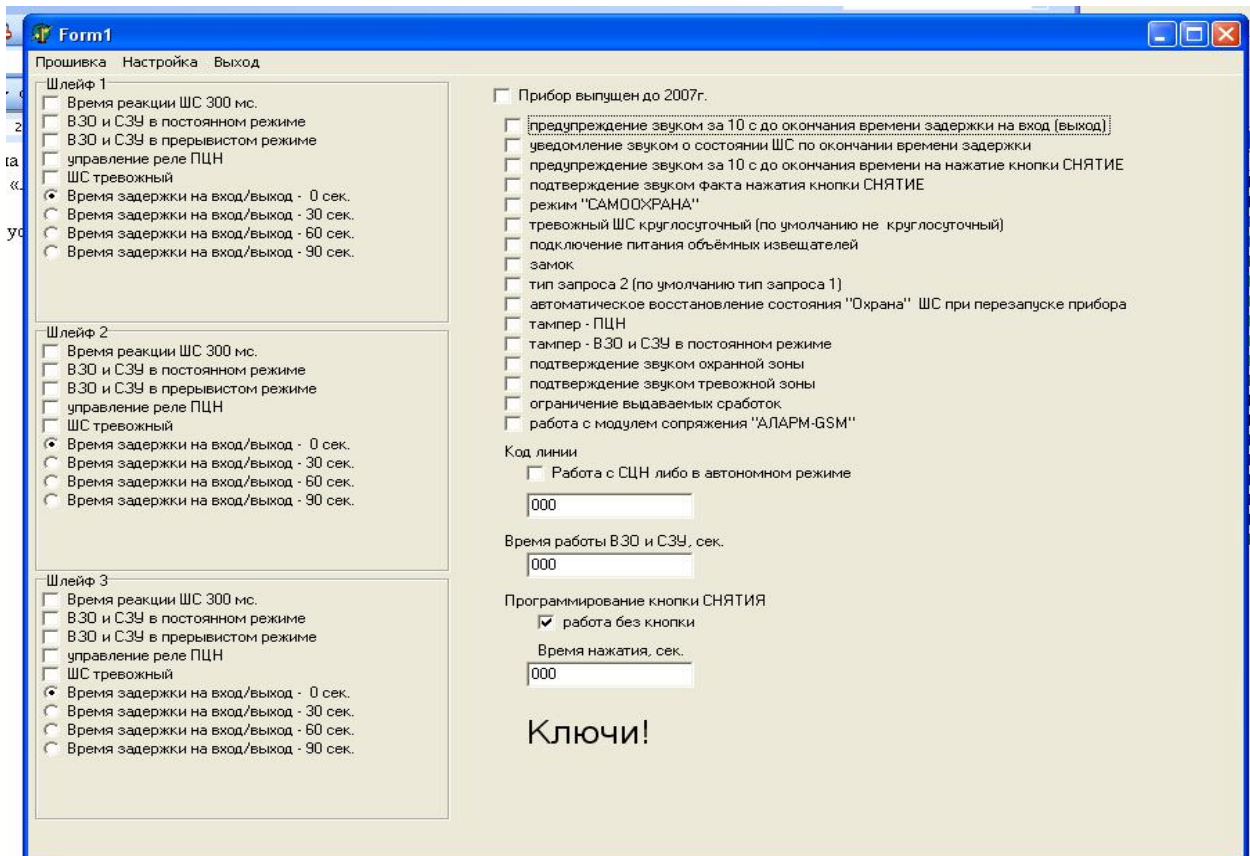 Form1
Прошивка Настройка Выход
Шлейф 1
Время реакции ШС 300 мс.
ВЗО и СЗУ в постоянном режиме
ВЗО и СЗУ в прерывистом режиме
управление реле ПЦН
ШС тревожный
Время задержки на вход/выход - 0 сек.
Время задержки на вход/выход - 30 сек.
Время задержки на вход/выход - 60 сек.
Время задержки на вход/выход - 90 сек.
Шлейф 2
Время реакции ШС 300 мс.
ВЗО и СЗУ в постоянном режиме
ВЗО и СЗУ в прерывистом режиме
управление реле ПЦН
ШС тревожный
Время задержки на вход/выход - 0 сек.
Время задержки на вход/выход - 30 сек.
Время задержки на вход/выход - 60 сек.
Время задержки на вход/выход - 90 сек.
Шлейф 3
Время реакции ШС 300 мс.
ВЗО и СЗУ в постоянном режиме
ВЗО и СЗУ в прерывистом режиме
управление реле ПЦН
ШС тревожный
Время задержки на вход/выход - 0 сек.
Время задержки на вход/выход - 30 сек.
Время задержки на вход/выход - 60 сек.
Время задержки на вход/выход - 90 сек.
Прибор выпущен до 2007г.
предупреждение звуком за 10 с до окончания времени задержки на вход (выход)
уведомление звуком о состоянии ШС по окончании времени задержки
предупреждение звуком за 10 с до окончания времени на нажатие кнопки СНЯТИЕ
подтверждение звуком факта нажатия кнопки СНЯТИЕ
режим "САМООХРАНА"
тревожный ШС круглосуточный (по умолчанию не круглосуточный)
подключение питания объёмных извещателей
замок
тип запроса 2 (по умолчанию тип запроса 1)
автоматическое восстановление состояния "Охрана" ШС при перезапуске прибора
тампер - ПЦН
тампер - ВЗО и СЗУ в постоянном режиме
подтверждение звуком охранной зоны
подтверждение звуком тревожной зоны
ограничение выдаваемых сработок
работа с модулем сопряжения "АЛАРМ-GSM"
Код линии
Работа с СЦН либо в автономном режиме
000
Время работы ВЗО и СЗУ, сек.
000
Программирование кнопки СНЯТИЯ
работа без кнопки
Время нажатия, сек.
000
Ключи!